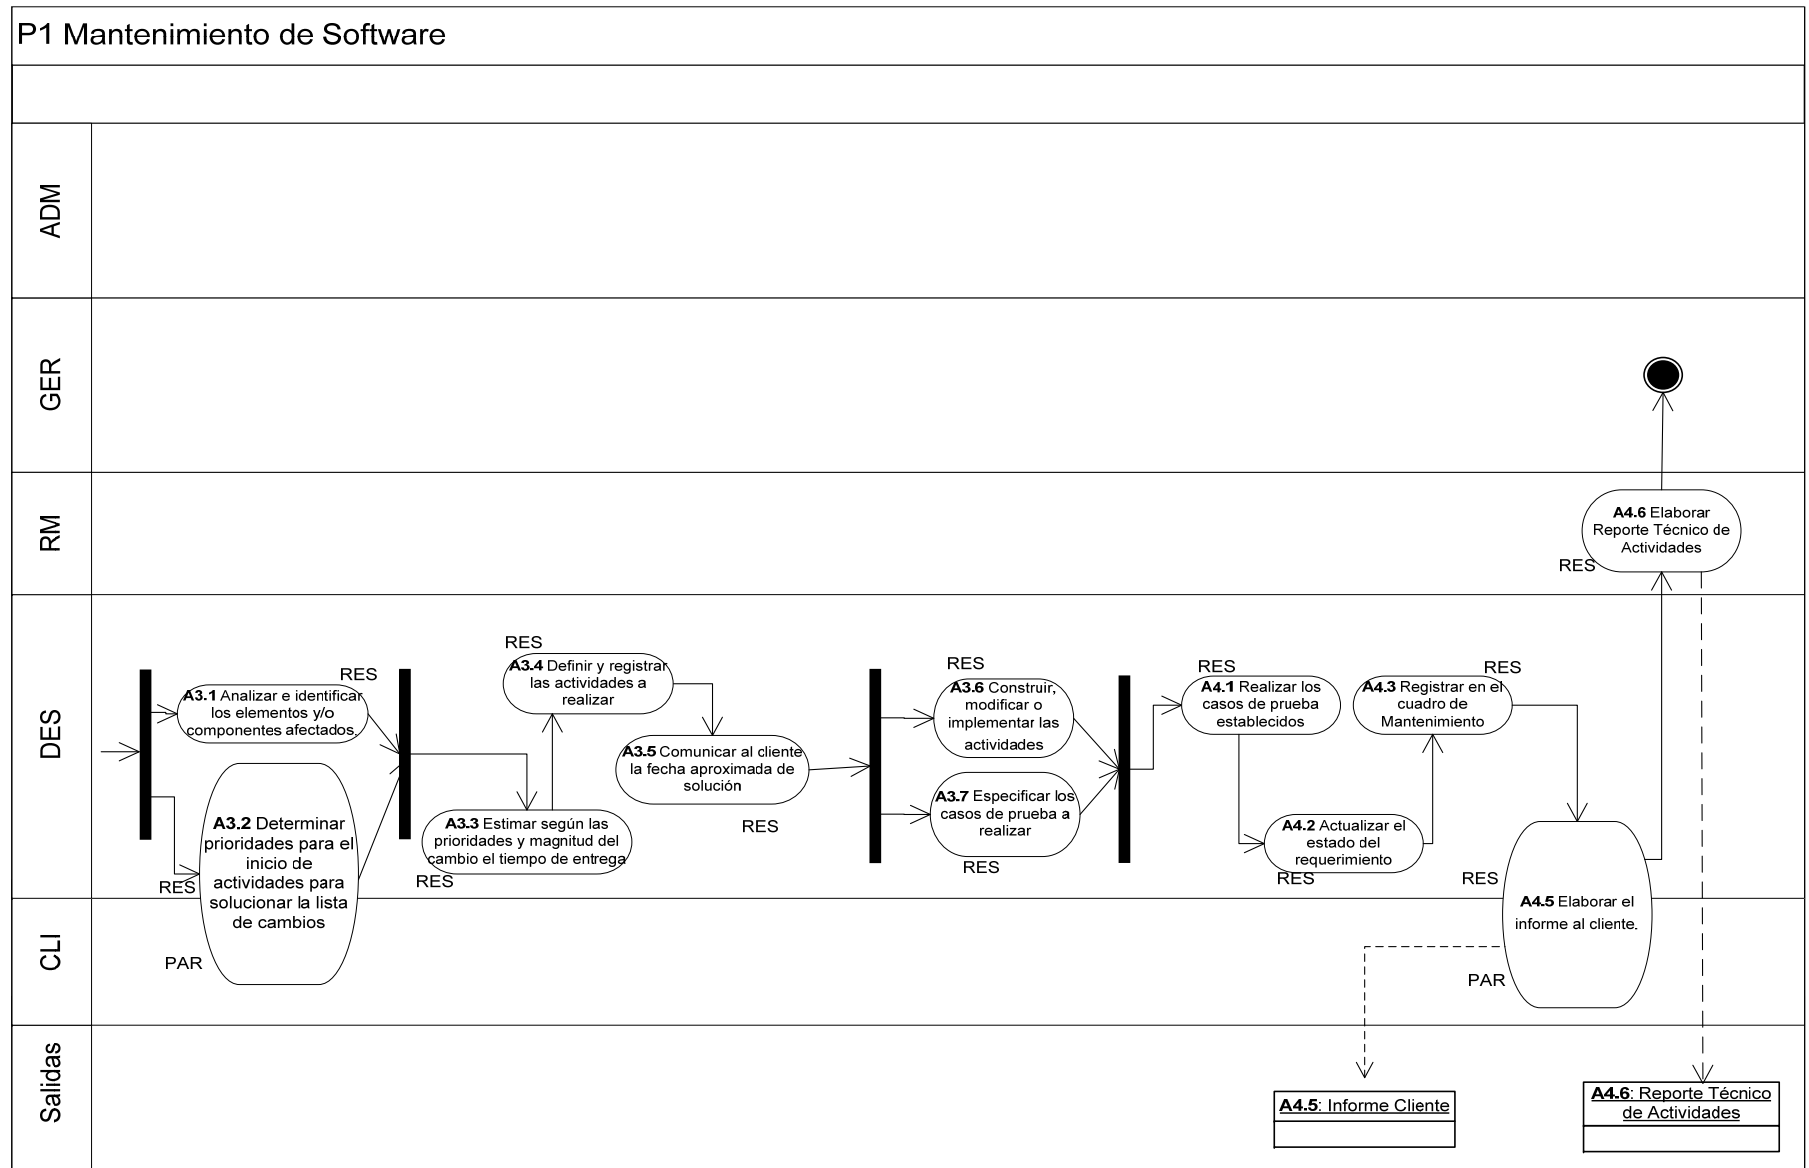 P1 Mantenimiento de Software
ADM
GER
RM
A4.6 Elaborar
Reporte Técnico de
Actividades
RES
DES
RES
A3.1 Analizar e identificar
los elementos y/o
componentes afectados.
A3.2 Determinar
prioridades para el
inicio de
actividades para
solucionar la lista
de cambios
RES
PAR
A3.3 Estimar según las
prioridades y magnitud del
cambio el tiempo de entrega
RES
RES
A3.4 Definir y registrar
las actividades a
realizar
A3.5 Comunicar al cliente
la fecha aproximada de
solución
RES
RES
A3.6 Construir,
modificar o
implementar las
actividades
A3.7 Especificar los
casos de prueba a
realizar
RES
RES
A4.1 Realizar los
casos de prueba
establecidos
A4.2 Actualizar el
estado del
requerimiento
RES
RES
A4.3 Registrar en el
cuadro de
Mantenimiento
RES
A4.5 Elaborar el
informe al cliente.
PAR
CLI
Salidas
A4.5: Informe Cliente
A4.6: Reporte Técnico
de Actividades